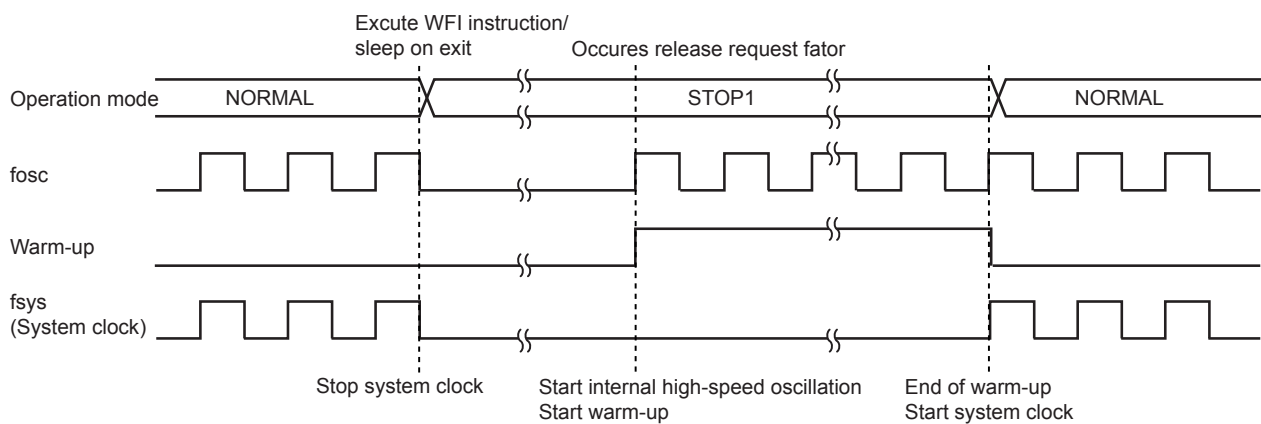 Excute WFI instruction/
sleep on exit
Occures release request fator
Operation mode
NORMAL
STOP1
NORMAL
fosc
Warm-up
fsys
(System clock)
Stop system clock
Start internal high-speed oscillation
Start warm-up
End of warm-up
Start system clock